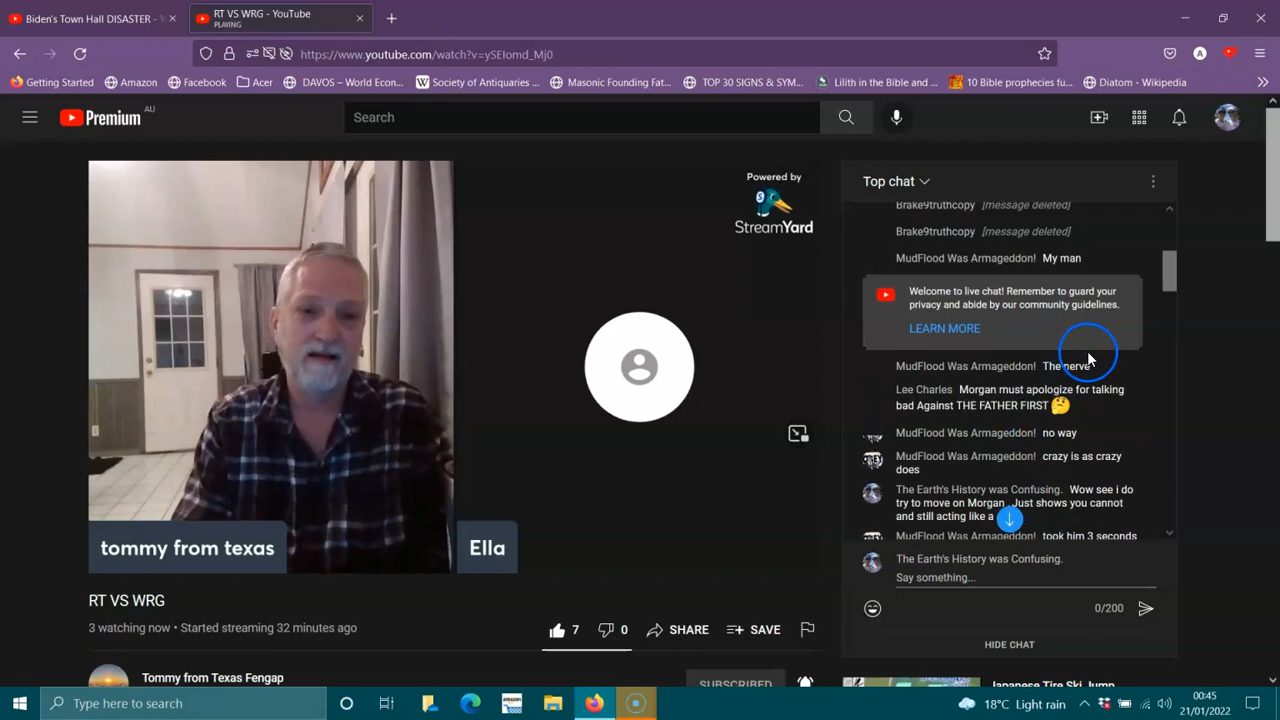 Biden's Town Hall DISASTER - Y
RT VS WRG - YouTube
PLAYING
https://www.youtube.com/watch?v=ySEIomd_Mj0
Getting Started
Amazon
Facebook
Acer
DAVOS – World Econ...
Society of Antiquaries ...
Masonic Founding Fat...
TOP 30 SIGNS & SYM...
Lilith in the Bible and ...
10 Bible prophecies fu...
Diatom - Wikipedia
Premium
AU
Search
Powered by
StreamYard
tommy from texas
Ella
Top chat
Brake9truthcopy [message deleted]
Brake9truthcopy [message deleted]
MudFlood Was Armageddon! My man
Welcome to live chat! Remember to guard your
privacy and abide by our community guidelines.
LEARN MORE
MudFlood Was Armageddon! The nerve
Lee Charles Morgan must apologize for talking
bad Against THE FATHER FIRST
MudFlood Was Armageddon! no way
MudFlood Was Armageddon! crazy is as crazy
does
The Earth's History was Confusing. Wow see i do
try to move on Morgan. Just shows you cannot
and still acting like a
MudFlood Was Armageddon! took him 3 seconds
The Earth's History was Confusing.
Say something...
0/200
HIDE CHAT
RT VS WRG
3 watching now • Started streaming 32 minutes ago
7
0
SHARE
SAVE
Tommy from Texas Fengap
SUBSCRIBED
Japanese Tire Ski Jump
Type here to search
18°C Light rain
00:45
21/01/2022